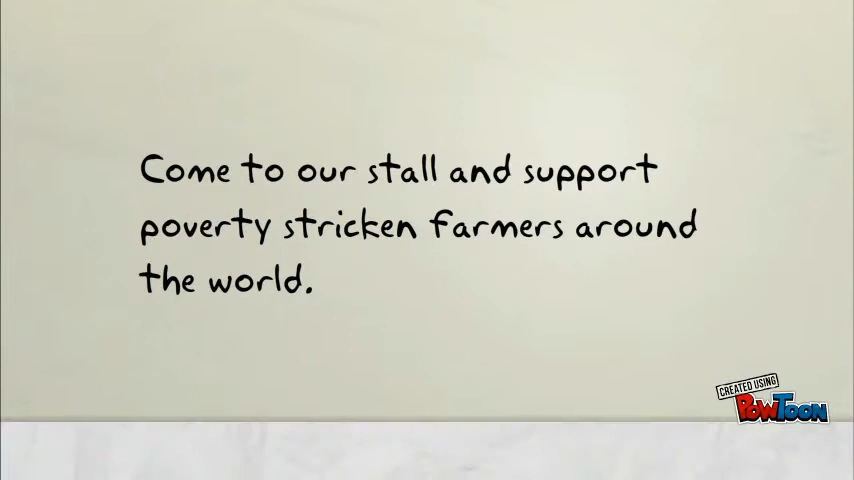 Come to our stall and support
poverty stricken farmers around
the world.
CREATED USING
POWTOON